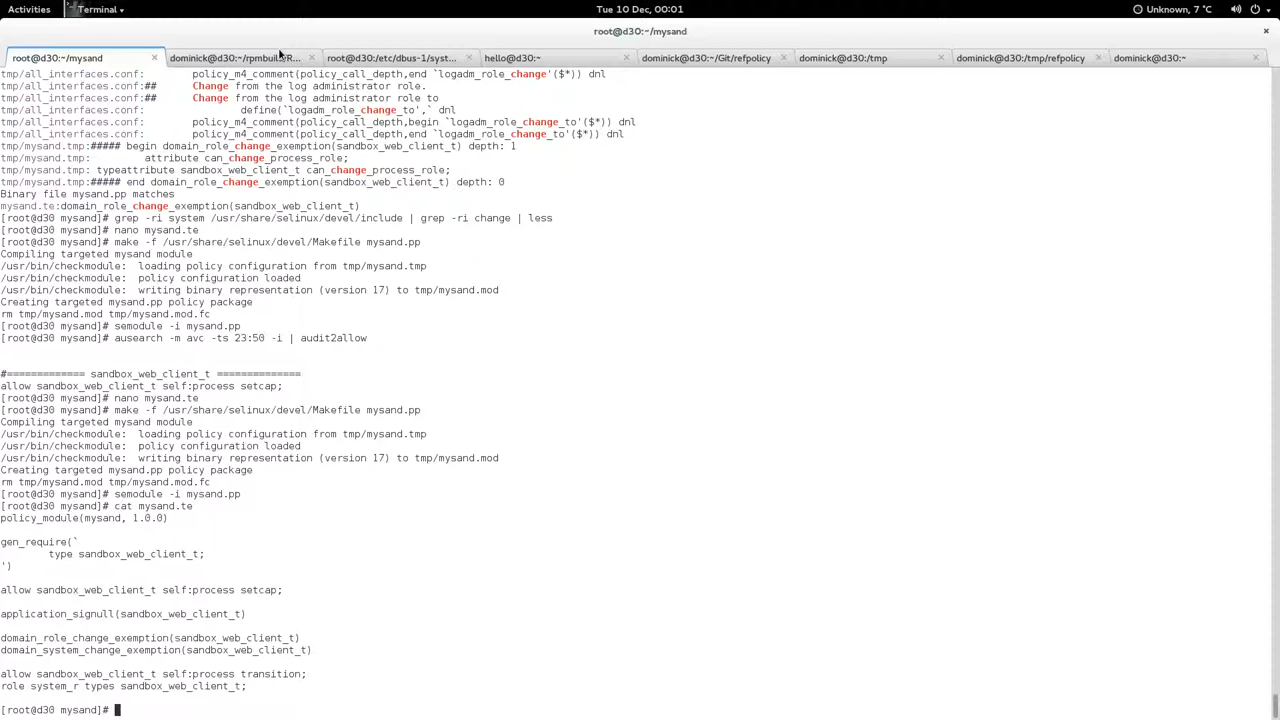 Activities Terminal Tue 10 Dec, 00:01 Unknown, 7 °C
root@d30:~/mysand
root@d30:~/mysand dominick@d30:~/rpmbuild/R... root@d30:/etc/dbus-1/syst... hello@d30:~ dominick@d30:~/Git/refpolicy dominick@d30:/tmp dominick@d30:/tmp/refpolicy dominick@d30:~
tmp/all_interfaces.conf: policy_m4_comment(policy_call_depth,end `logadm_role_change'($*)) dnl
tmp/all_interfaces.conf:## Change from the log administrator role.
tmp/all_interfaces.conf:## Change from the log administrator role to
tmp/all_interfaces.conf: define(`logadm_role_change_to',` dnl
tmp/all_interfaces.conf: policy_m4_comment(policy_call_depth,begin `logadm_role_change_to'($*)) dnl
tmp/all_interfaces.conf: policy_m4_comment(policy_call_depth,end `logadm_role_change_to'($*)) dnl
tmp/mysand.tmp:##### begin domain_role_change_exemption(sandbox_web_client_t) depth: 1
tmp/mysand.tmp: attribute can_change_process_role;
tmp/mysand.tmp: typeattribute sandbox_web_client_t can_change_process_role;
tmp/mysand.tmp:##### end domain_role_change_exemption(sandbox_web_client_t) depth: 0
Binary file mysand.pp matches
mysand.te:domain_role_change_exemption(sandbox_web_client_t)
[root@d30 mysand]# grep -ri system /usr/share/selinux/devel/include | grep -ri change | less
[root@d30 mysand]# nano mysand.te
[root@d30 mysand]# make -f /usr/share/selinux/devel/Makefile mysand.pp
Compiling targeted mysand module
/usr/bin/checkmodule: loading policy configuration from tmp/mysand.tmp
/usr/bin/checkmodule: policy configuration loaded
/usr/bin/checkmodule: writing binary representation (version 17) to tmp/mysand.mod
Creating targeted mysand.pp policy package
rm tmp/mysand.mod tmp/mysand.mod.fc
[root@d30 mysand]# semodule -i mysand.pp
[root@d30 mysand]# ausearch -m avc -ts 23:50 -i | audit2allow
#============= sandbox_web_client_t ==============
allow sandbox_web_client_t self:process setcap;
[root@d30 mysand]# nano mysand.te
[root@d30 mysand]# make -f /usr/share/selinux/devel/Makefile mysand.pp
Compiling targeted mysand module
/usr/bin/checkmodule: loading policy configuration from tmp/mysand.tmp
/usr/bin/checkmodule: policy configuration loaded
/usr/bin/checkmodule: writing binary representation (version 17) to tmp/mysand.mod
Creating targeted mysand.pp policy package
rm tmp/mysand.mod tmp/mysand.mod.fc
[root@d30 mysand]# semodule -i mysand.pp
[root@d30 mysand]# cat mysand.te
policy_module(mysand, 1.0.0)
gen_require(`
type sandbox_web_client_t;
')
allow sandbox_web_client_t self:process setcap;
application_signull(sandbox_web_client_t)
domain_role_change_exemption(sandbox_web_client_t)
domain_system_change_exemption(sandbox_web_client_t)
allow sandbox_web_client_t self:process transition;
role system_r types sandbox_web_client_t;
[root@d30 mysand]#